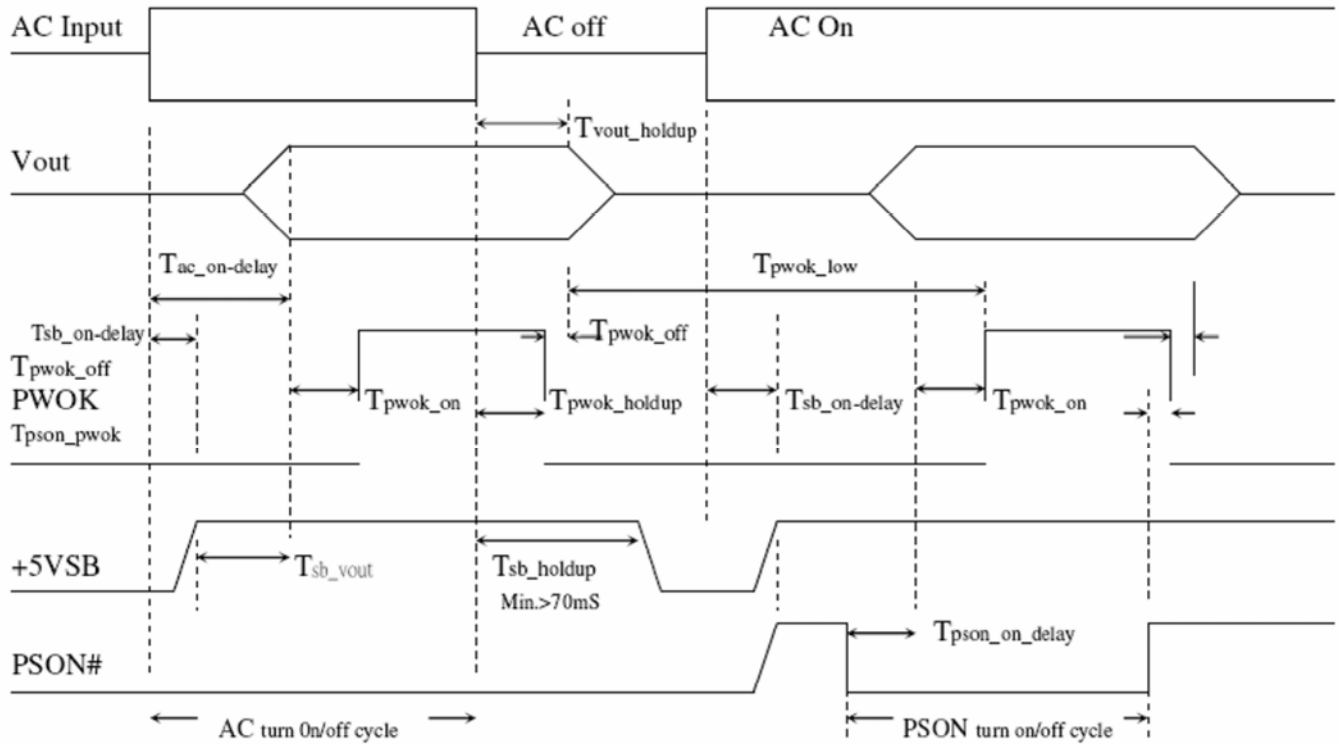 AC Input AC off AC On
Tvout_holdup
Vout
Tac_on-delay Tpwok_low
Tsb_on-delay Tpwok_off
Tpwok_off
PWOK Tpwok_on Tpwok_holdup Tsb_on-delay Tpwok_on
Tpson_pwok
+5VSB Tsb_vout Tsb_holdup
Min.>70mS
Tpson_on_delay
PSON#
AC turn 0n/off cycle PSON turn on/off cycle